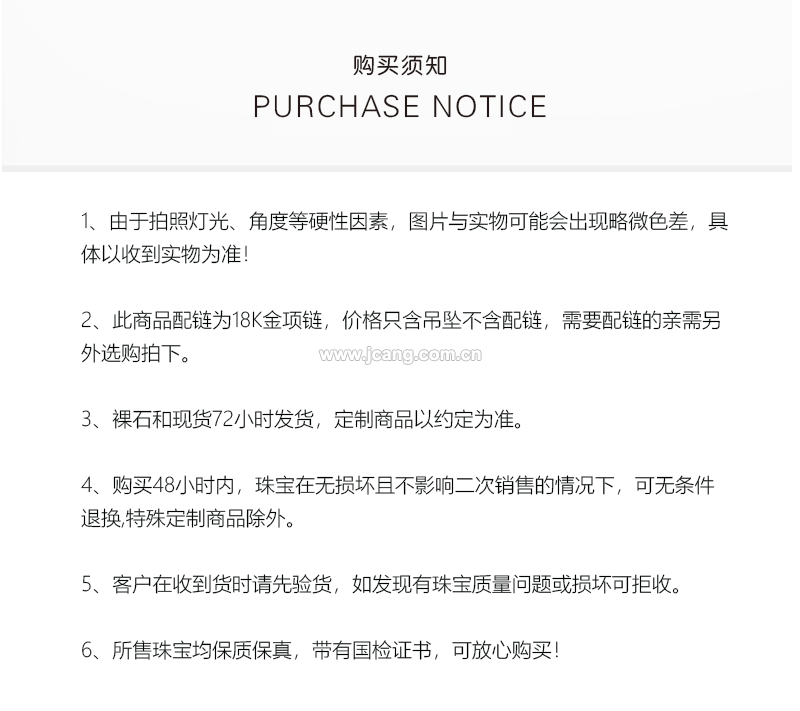 购买须知
PURCHASE NOTICE
1、由于拍照灯光、角度等硬性因素，图片与实物可能会出现略微色差，具
体以收到实物为准！
2、此商品配链为18K金项链，价格只含吊坠不含配链，需要配链的亲需另
外选购拍下。
www.jcang.com.cn
3、裸石和现货72小时发货，定制商品以约定为准。
4、购买48小时内，珠宝在无损坏且不影响二次销售的情况下，可无条件
退换,特殊定制商品除外。
5、客户在收到货时请先验货，如发现有珠宝质量问题或损坏可拒收。
6、所售珠宝均保质保真，带有国检证书，可放心购买！